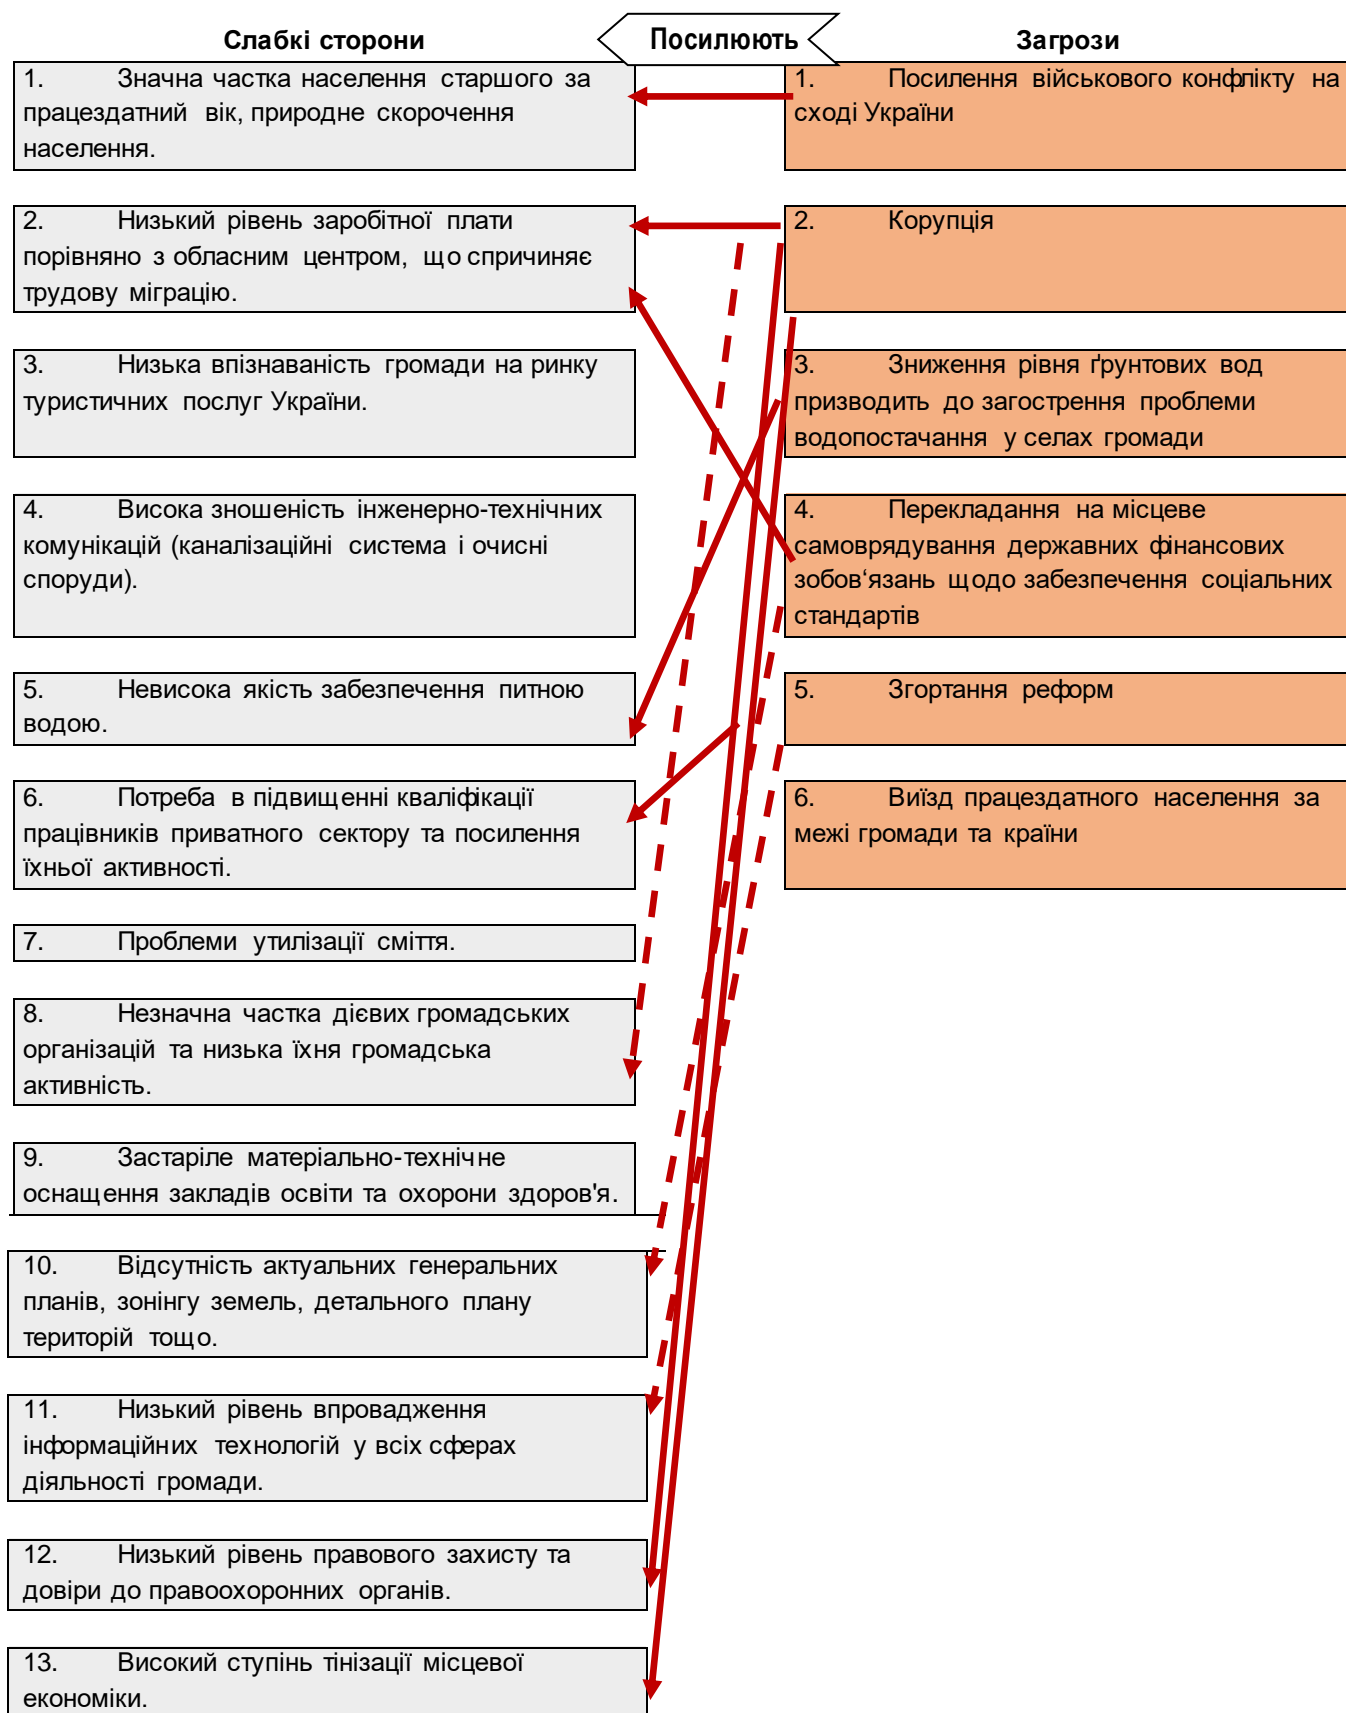 Слабкі сторони
Посилюють
Загрози
1. Значна частка населення старшого за
працездатний вік, природне скорочення
населення.
2. Низький рівень заробітної плати
порівняно з обласним центром, що спричиняє
трудову міграцію.
3. Низька впізнаваність громади на ринку
туристичних послуг України.
4. Висока зношеність інженерно-технічних
комунікацій (каналізаційні система і очисні
споруди).
5. Невисока якість забезпечення питною
водою.
6. Потреба в підвищенні кваліфікації
працівників приватного сектору та посилення
їхньої активності.
7. Проблеми утилізації сміття.
8. Незначна частка дієвих громадських
організацій та низька їхня громадська
активність.
9. Застаріле матеріально-технічне
оснащення закладів освіти та охорони здоров'я.
10. Відсутність актуальних генеральних
планів, зонінгу земель, детального плану
територій тощо.
11. Низький рівень впровадження
інформаційних технологій у всіх сферах
діяльності громади.
12. Низький рівень правового захисту та
довіри до правоохоронних органів.
13. Високий ступінь тінізації місцевої
економіки.
1. Посилення військового конфлікту на
сході України
2. Корупція
3. Зниження рівня ґрунтових вод
призводить до загострення проблеми
водопостачання у селах громади
4. Перекладання на місцеве
самоврядування державних фінансових
зобов‘язань щодо забезпечення соціальних
стандартів
5. Згортання реформ
6. Виїзд працездатного населення за
межі громади та країни